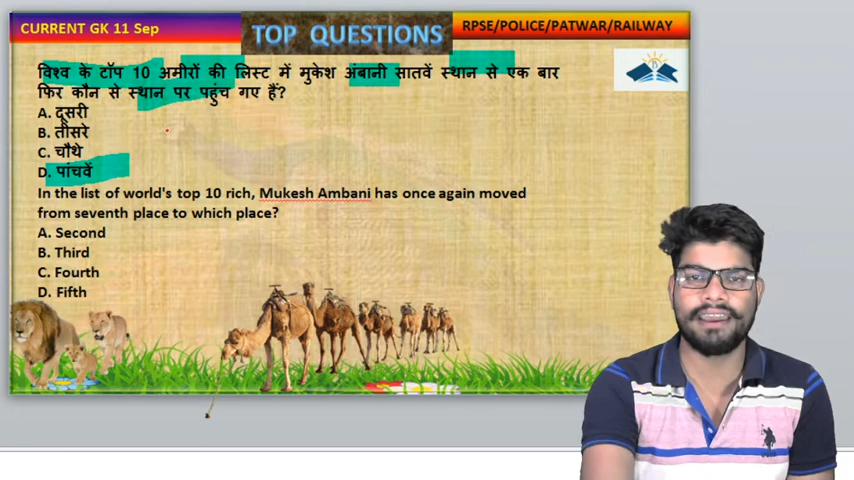 CURRENT GK 11 Sep
TOP QUESTIONS
RPSE/POLICE/PATWAR/RAILWAY
विश्व के टॉप 10 अमीरों की लिस्ट में मुकेश अंबानी सातवें स्थान से एक बार
फिर कौन से स्थान पर पहुंच गए हैं?
A. दूसरी
B. तीसरे
C. चौथे
D. पांचवें
In the list of world's top 10 rich, Mukesh Ambani has once again moved
from seventh place to which place?
A. Second
B. Third
C. Fourth
D. Fifth